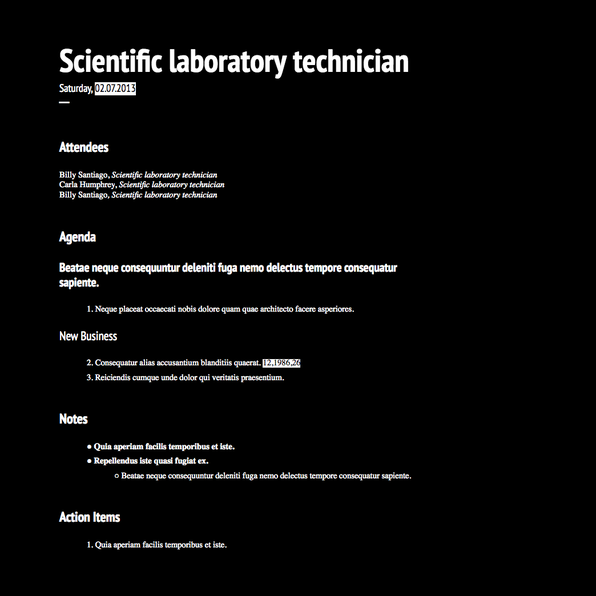 Scientific laboratory technician
Saturday, 02.07.2013
Attendees
Billy Santiago, Scientific laboratory technician
Carla Humphrey, Scientific laboratory technician
Billy Santiago, Scientific laboratory technician
Agenda
Beatae neque consequuntur deleniti fuga nemo delectus tempore consequatur
sapiente.
1. Neque placeat occaecati nobis dolore quam quae architecto facere asperiores.
New Business
2. Consequatur alias accusantium blanditiis quaerat. 12,1986,26
3. Reiciendis cumque unde dolor qui veritatis praesentium.
Notes
● Quia aperiam facilis temporibus et iste.
● Repellendus iste quasi fugiat ex.
○ Beatae neque consequuntur deleniti fuga nemo delectus tempore consequatur sapiente.
Action Items
1. Quia aperiam facilis temporibus et iste.